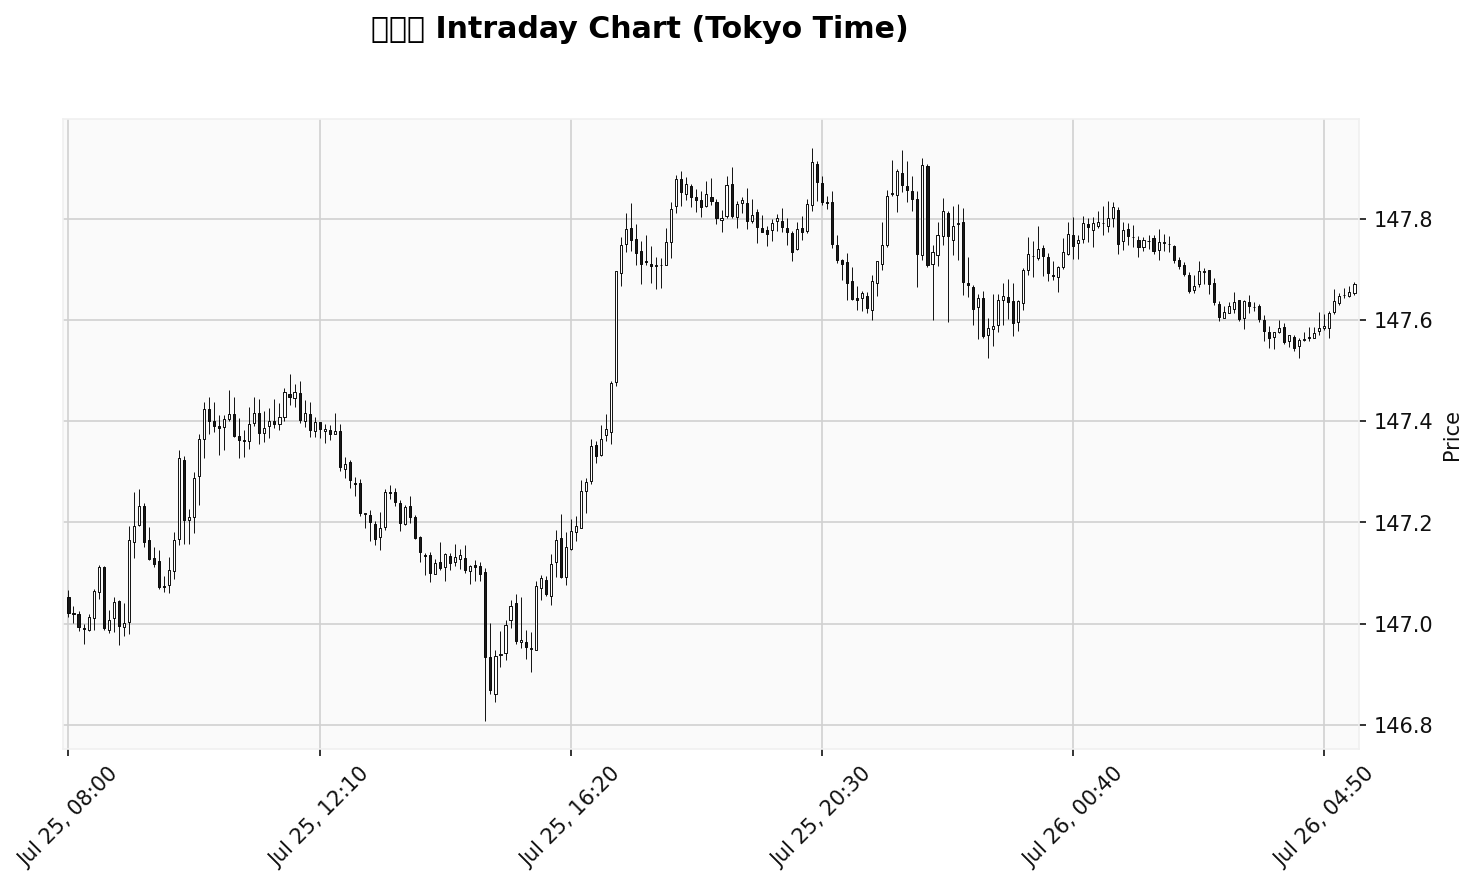 Intraday Chart (Tokyo Time)
147.8
147.6
147.4
147.2
147.0
146.8
Price
Jul 25, 08:00
Jul 25, 12:10
Jul 25, 16:20
Jul 25, 20:30
Jul 26, 00:40
Jul 26, 04:50